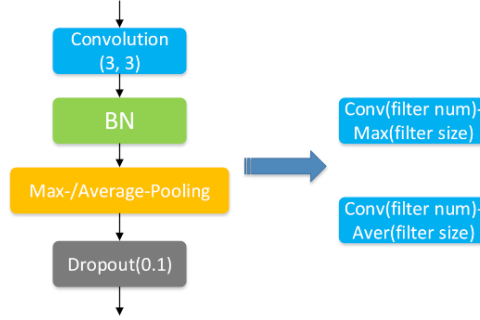 Convolution
(3, 3)
BN
Max-/Average-Pooling
Dropout(0.1)
Conv(filter num)-
Max(filter size)
Conv(filter num)-
Aver(filter size)